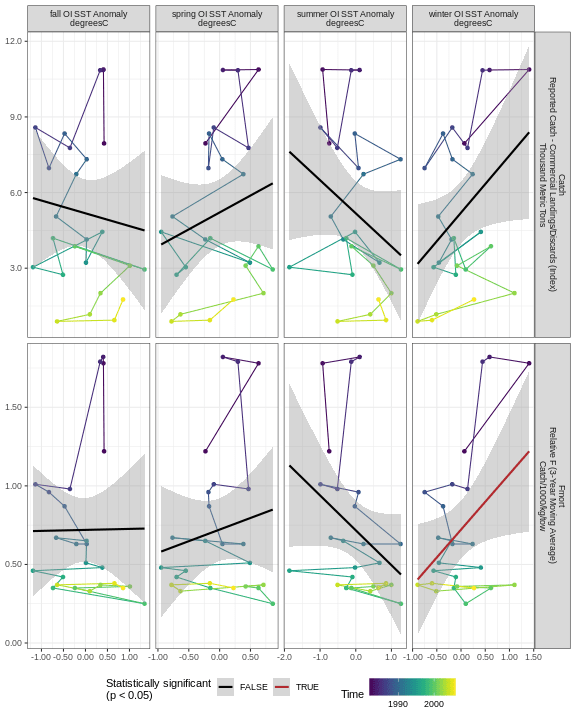 fall OI SST Anomaly
degreesC
spring OI SST Anomaly
degreesC
summer OI SST Anomaly
degreesC
winter OI SST Anomaly
degreesC
12.0
9.0
6.0
3.0
Catch
Reported Catch - Commercial Landings/Discards (Index)
Thousand Metric Tons
1.50
1.00
0.50
0.00
Fmort
Relative F (3-Year Moving Average)
Catch/1000/kg/tow
-1.00 -0.50 0.00 0.50 1.00
-1.00 -0.50 0.00 0.50
-2.0 -1.0 0.0 1.0
-1.00 -0.50 0.00 0.50 1.00 1.50
Statistically significant
(p < 0.05)
FALSE TRUE
Time
1990 2000